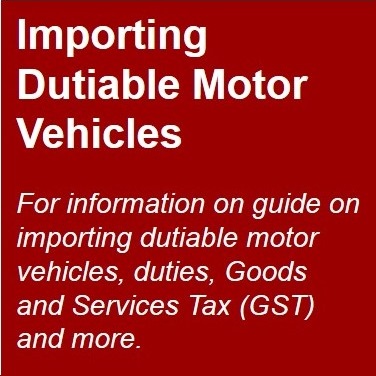 Importing
Dutiable Motor
Vehicles
For information on guide on
importing dutiable motor
vehicles, duties, Goods
and Services Tax (GST)
and more.